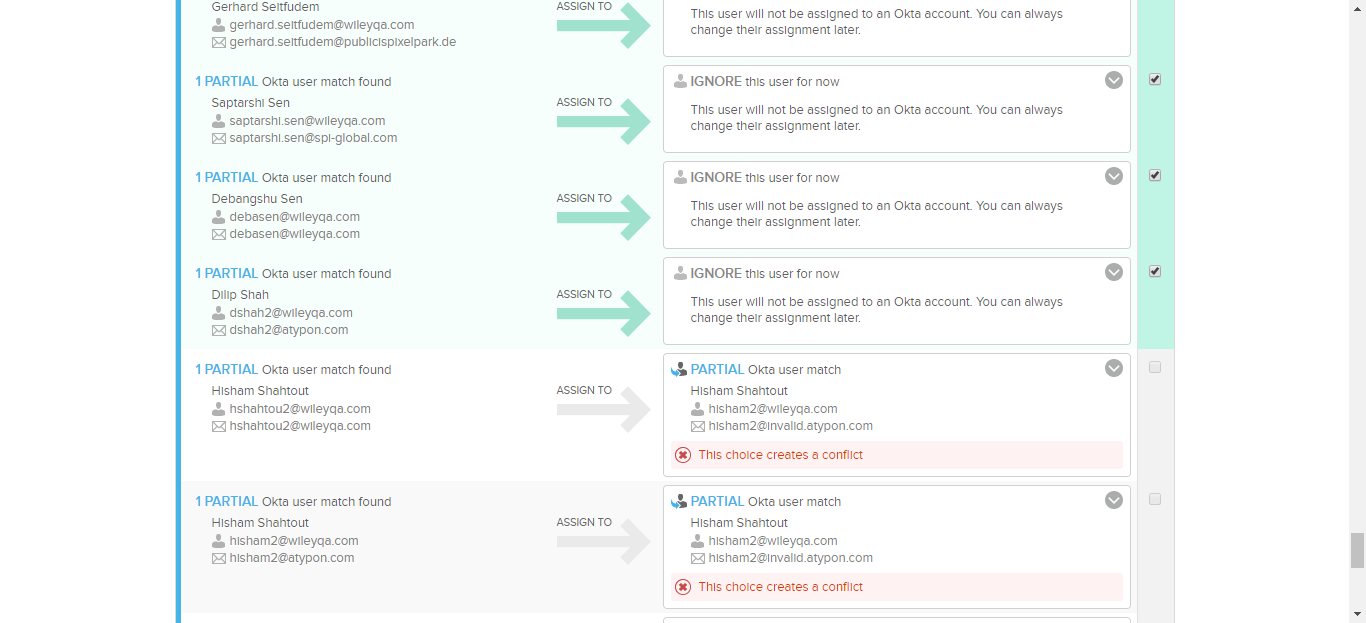 Gerhard Seitfudem
gerhard.seitfudem@wileyqa.com
gerhard.seitfudem@publicispixelpark.de
ASSIGN TO
This user will not be assigned to an Okta account. You can always
change their assignment later.
1 PARTIAL Okta user match found
Saptarshi Sen
saptarshi.sen@wileyqa.com
saptarshi.sen@spi-global.com
ASSIGN TO
IGNORE this user for now
This user will not be assigned to an Okta account. You can always
change their assignment later.
1 PARTIAL Okta user match found
Debangshu Sen
debasen@wileyqa.com
debasen@wileyqa.com
ASSIGN TO
IGNORE this user for now
This user will not be assigned to an Okta account. You can always
change their assignment later.
1 PARTIAL Okta user match found
Dilip Shah
dshah2@wileyqa.com
dshah2@atypon.com
ASSIGN TO
IGNORE this user for now
This user will not be assigned to an Okta account. You can always
change their assignment later.
1 PARTIAL Okta user match found
Hisham Shahtout
hshahtou2@wileyqa.com
hshahtou2@wileyqa.com
ASSIGN TO
PARTIAL Okta user match
Hisham Shahtout
hisham2@wileyqa.com
hisham2@invalid.atypon.com
This choice creates a conflict
1 PARTIAL Okta user match found
Hisham Shahtout
hisham2@wileyqa.com
hisham2@atypon.com
ASSIGN TO
PARTIAL Okta user match
Hisham Shahtout
hisham2@wileyqa.com
hisham2@invalid.atypon.com
This choice creates a conflict